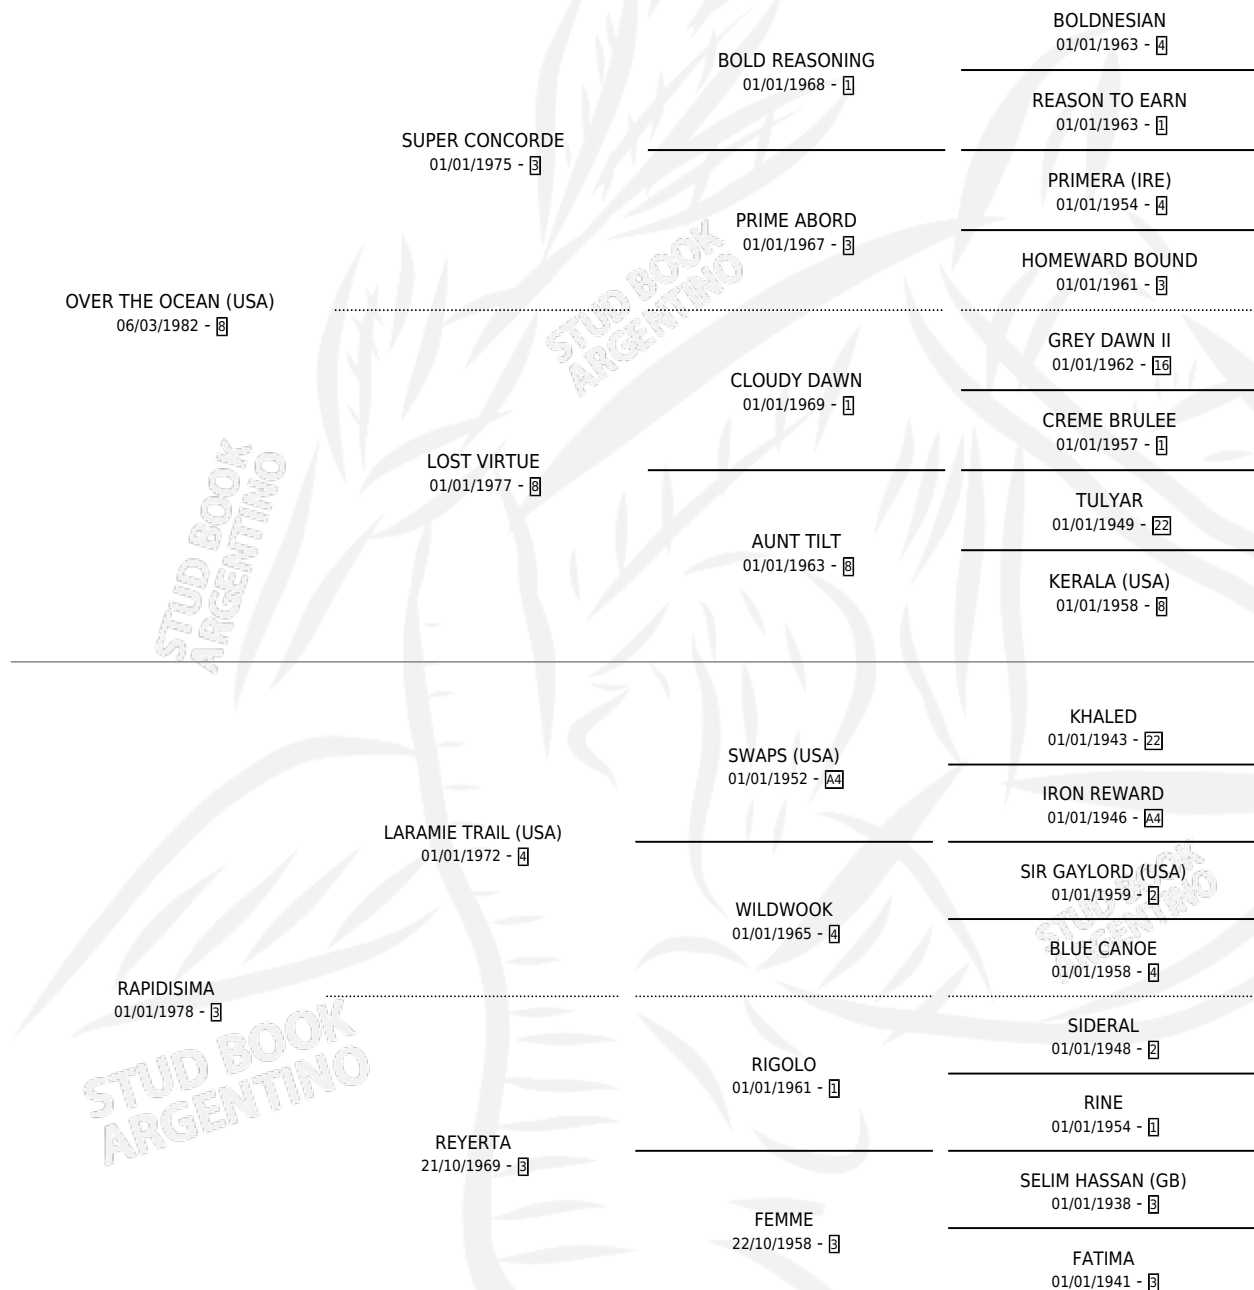 BOLDNESIAN
01/01/1963 - 4
BOLD REASONING
01/01/1968 - 1
REASON TO EARN
01/01/1963 - 1
SUPER CONCORDE
01/01/1975 - 3
PRIMERA (IRE)
01/01/1954 - 4
PRIME ABORD
01/01/1967 - 3
HOMEWARD BOUND
01/01/1961 - 3
OVER THE OCEAN (USA)
06/03/1982 - 8
GREY DAWN II
01/01/1962 - 16
CLOUDY DAWN
01/01/1969 - 1
CREME BRULEE
01/01/1957 - 1
LOST VIRTUE
01/01/1977 - 8
TULYAR
01/01/1949 - 22
AUNT TILT
01/01/1963 - 8
KERALA (USA)
01/01/1958 - 8
KHALED
01/01/1943 - 22
SWAPS (USA)
01/01/1952 - A4
IRON REWARD
01/01/1946 - A4
LARAMIE TRAIL (USA)
01/01/1972 - 4
SIR GAYLORD (USA)
01/01/1959 - 2
WILDWOOK
01/01/1965 - 4
BLUE CANOE
01/01/1958 - 4
RAPIDISIMA
01/01/1978 - 3
SIDERAL
01/01/1948 - 2
RIGOLO
01/01/1961 - 1
RINE
01/01/1954 - 1
REYERTA
21/10/1969 - 3
SELIM HASSAN (GB)
01/01/1938 - 3
FEMME
22/10/1958 - 3
FATIMA
01/01/1941 - 3
STUD BOOK
ARGENTINO
STUD BOOK
ARGENTINO
STUD BOOK
ARGENTINO
STUD BOOK
ARGENTINO